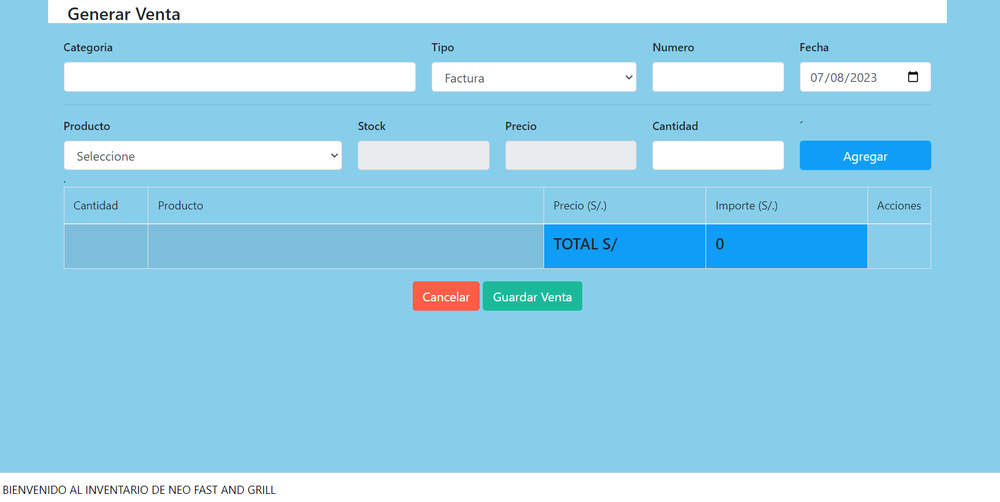 Generar Venta
Categoria Tipo Numero Fecha
Factura 07/08/2023
Producto Stock Precio Cantidad ´
Seleccione Agregar
.
Cantidad Producto Precio (S/.) Importe (S/.) Acciones
TOTAL S/ 0
Cancelar Guardar Venta
BIENVENIDO AL INVENTARIO DE NEO FAST AND GRILL